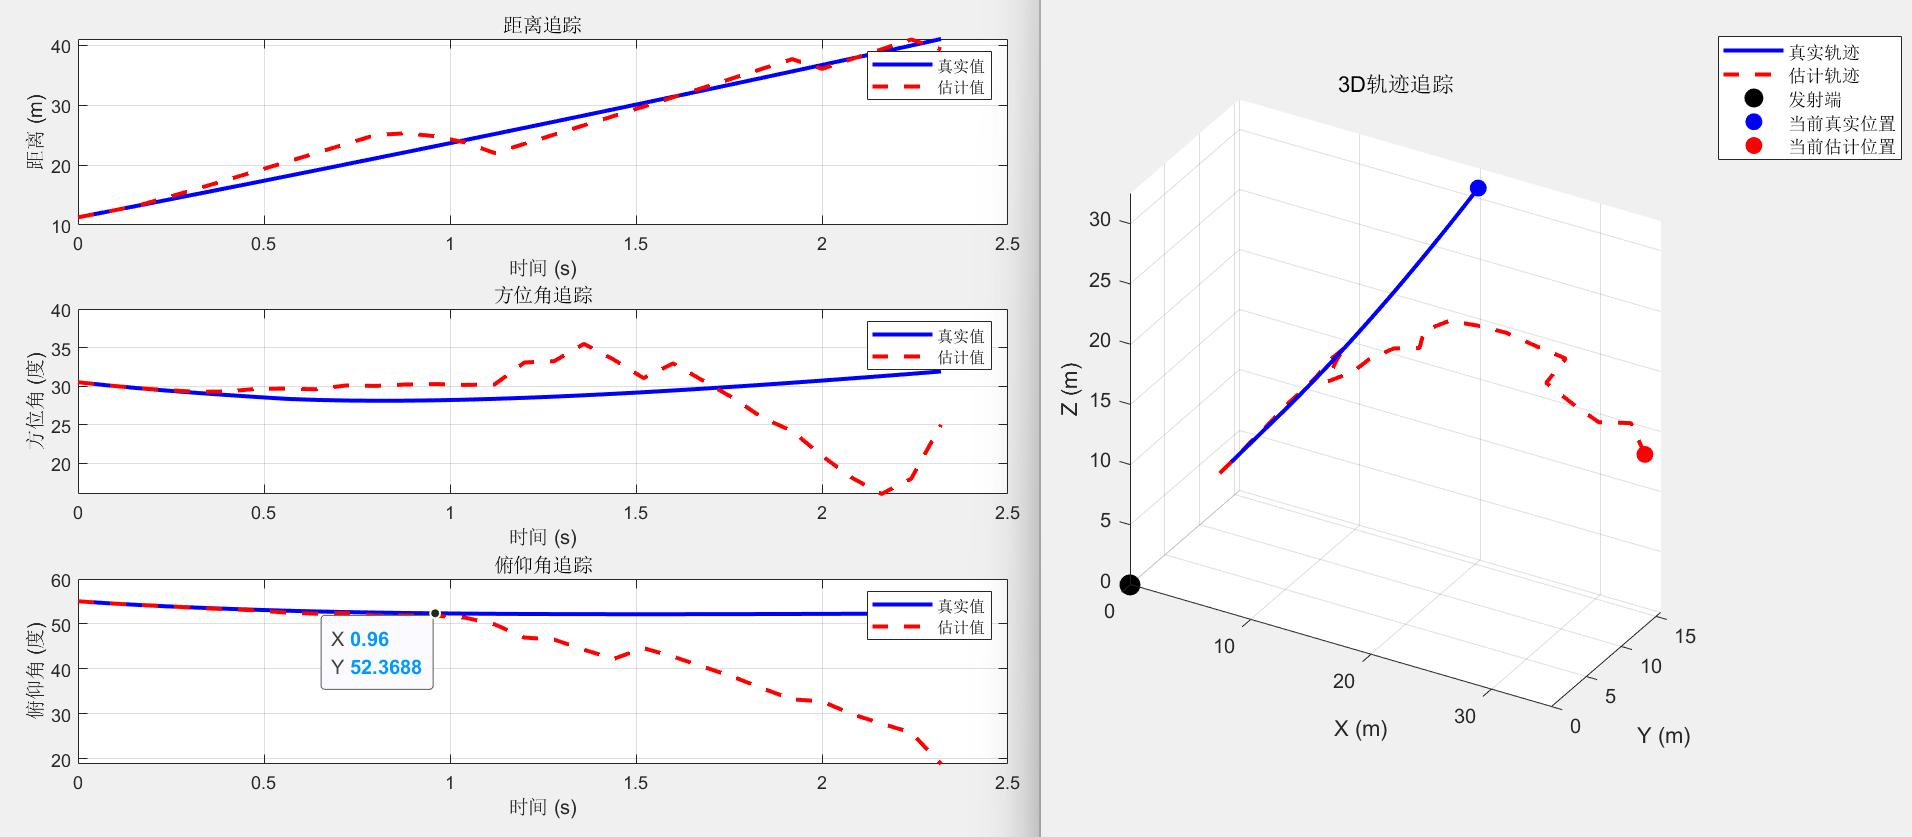 距离追踪
40
30
20
10
距离 (m)
真实值
估计值
0
0.5
1
1.5
2
2.5
时间 (s)
方位角追踪
40
35
30
25
20
方位角 (度)
真实值
估计值
0
0.5
1
1.5
2
2.5
时间 (s)
俯仰角追踪
60
50
40
30
20
俯仰角 (度)
真实值
估计值
X 0.96
Y 52.3688
0
0.5
1
1.5
2
2.5
时间 (s)
3D轨迹追踪
真实轨迹
估计轨迹
发射端
当前真实位置
当前估计位置
30
25
20
15
10
5
0
Z (m)
0
10
20
30
X (m)
0
5
10
15
Y (m)